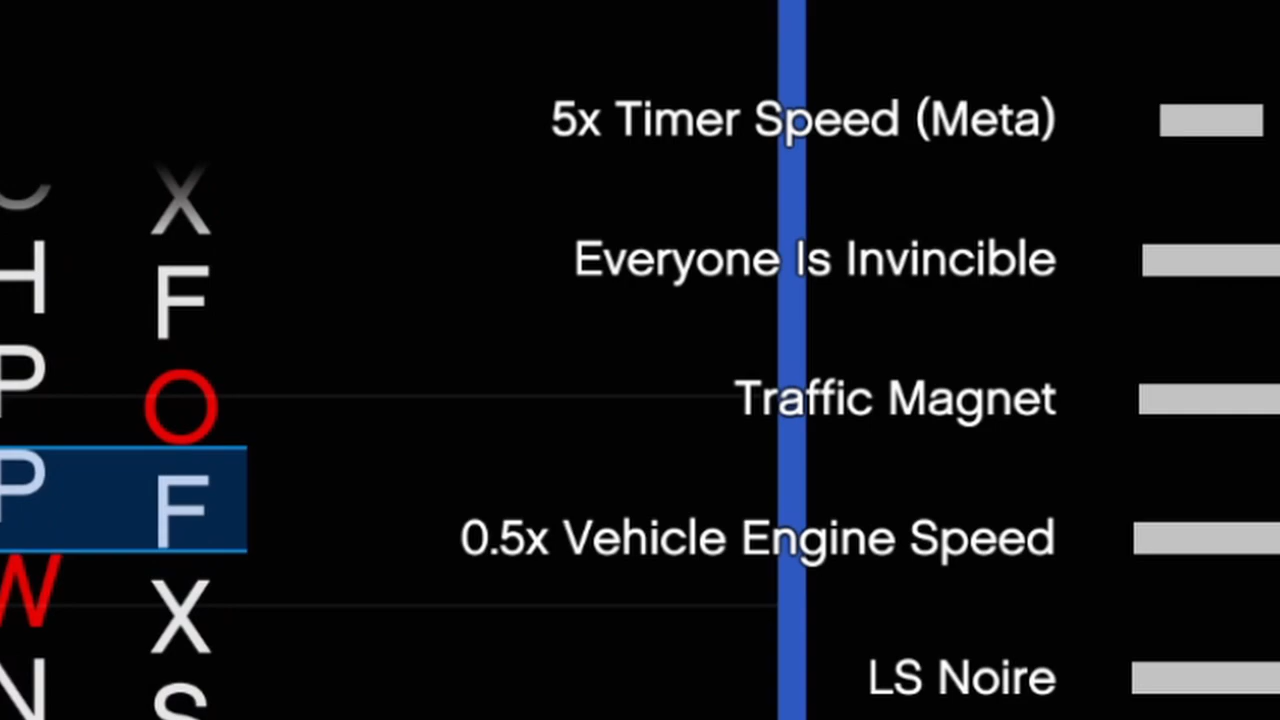 5x Timer Speed (Meta)
X
H F
Everyone Is Invincible
P O
Traffic Magnet
P F
0.5x Vehicle Engine Speed
W X
N S
LS Noire